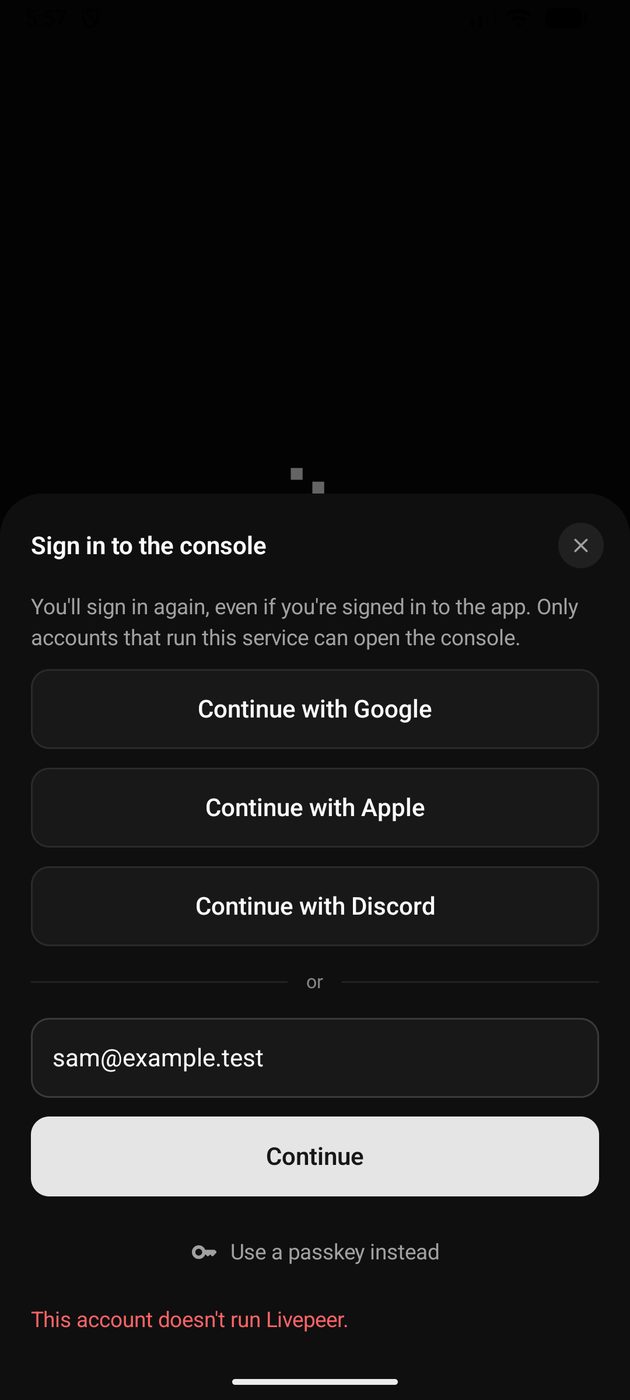 5:57
Sign in to the console
You'll sign in again, even if you're signed in to the app. Only
accounts that run this service can open the console.
Continue with Google
Continue with Apple
Continue with Discord
or
sam@example.test
Continue
Use a passkey instead
This account doesn't run Livepeer.